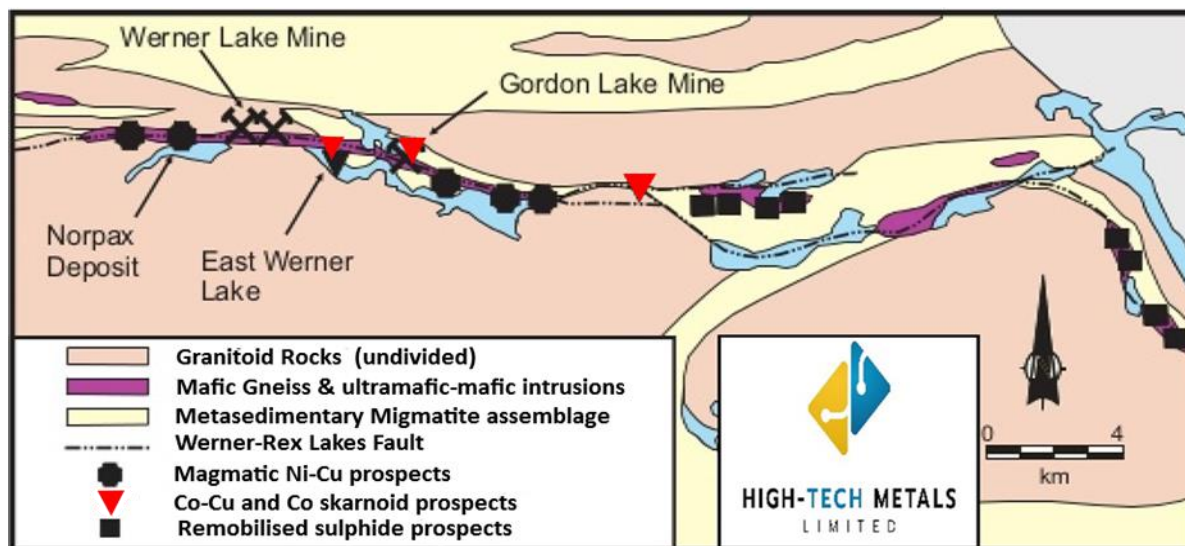 Werner Lake Mine
Gordon Lake Mine
Norpax
Deposit
East Werner
Lake
Granitoid Rocks (undivided)
Mafic Gneiss & ultramafic-mafic intrusions
Metasedimentary Migmatite assemblage
Werner-Rex Lakes Fault
Magmatic Ni-Cu prospects
Co-Cu and Co skarnoid prospects
Remobilised sulphide prospects
HIGH-TECH METALS
LIMITED
0 4
km